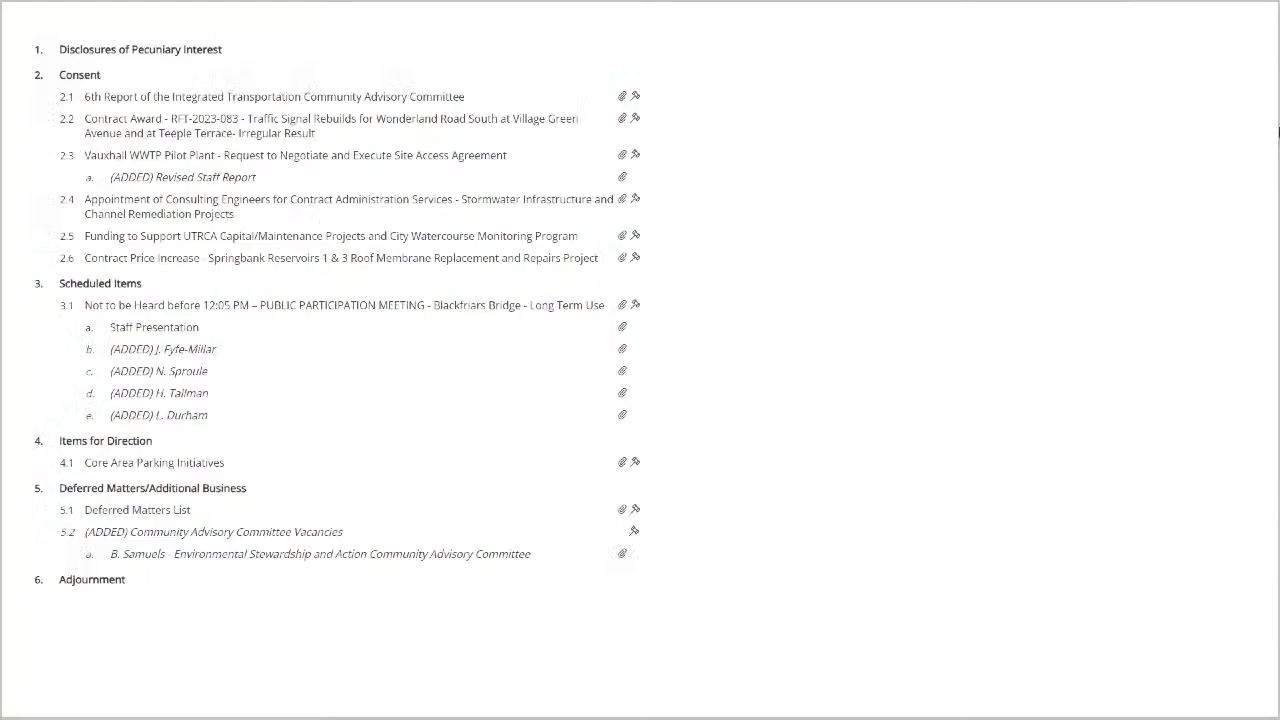 1. Disclosures of Pecuniary Interest
2. Consent
2.1 6th Report of the Integrated Transportation Community Advisory Committee
2.2 Contract Award - RFT-2023-083 - Traffic Signal Rebuilds for Wonderland Road South at Village Green
Avenue and at Teeple Terrace- Irregular Result
2.3 Vauxhall WWTP Pilot Plant - Request to Negotiate and Execute Site Access Agreement
a. (ADDED) Revised Staff Report
2.4 Appointment of Consulting Engineers for Contract Administration Services - Stormwater Infrastructure and
Channel Remediation Projects
2.5 Funding to Support UTRCA Capital/Maintenance Projects and City Watercourse Monitoring Program
2.6 Contract Price Increase - Springbank Reservoirs 1 & 3 Roof Membrane Replacement and Repairs Project
3. Scheduled Items
3.1 Not to be Heard before 12:05 PM – PUBLIC PARTICIPATION MEETING - Blackfriars Bridge - Long Term Use
a. Staff Presentation
b. (ADDED) J. Fyfe-Millar
c. (ADDED) N. Sproule
d. (ADDED) H. Tallman
e. (ADDED) L. Durham
4. Items for Direction
4.1 Core Area Parking Initiatives
5. Deferred Matters/Additional Business
5.1 Deferred Matters List
5.2 (ADDED) Community Advisory Committee Vacancies
a. B. Samuels - Environmental Stewardship and Action Community Advisory Committee
6. Adjournment